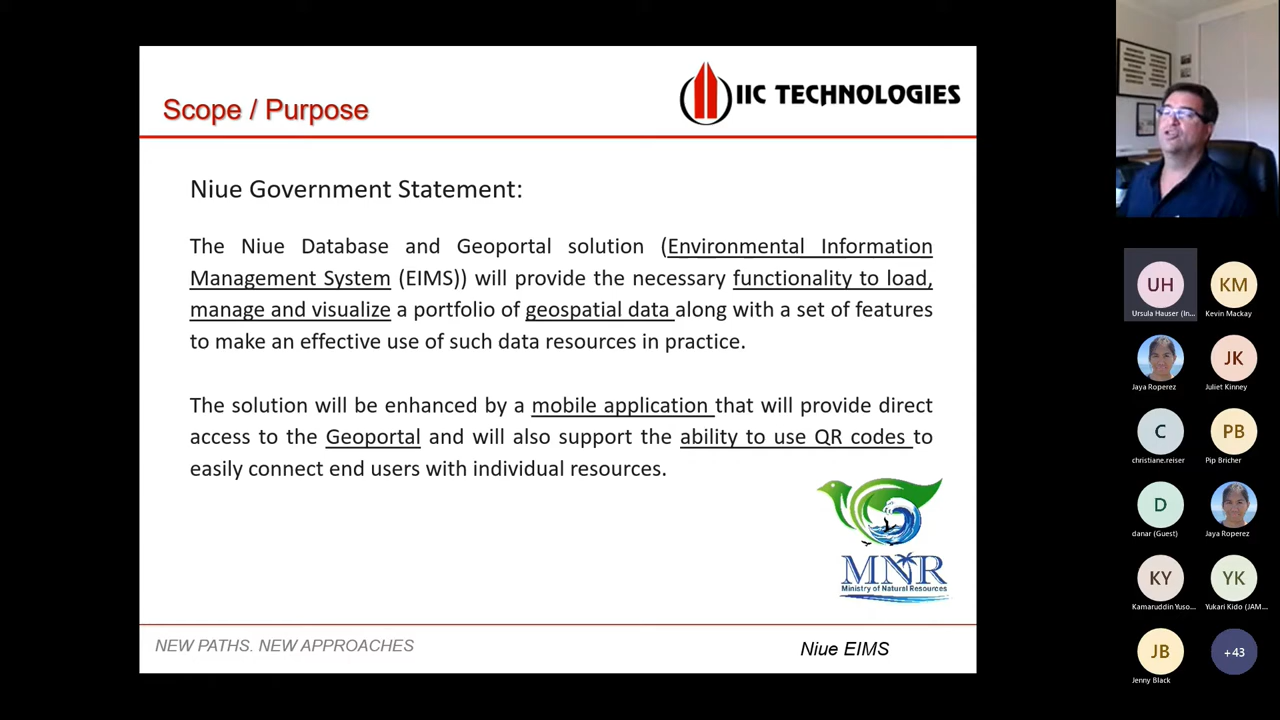 Scope / Purpose
IIC TECHNOLOGIES
Niue Government Statement:
The Niue Database and Geoportal solution (Environmental Information
Management System (EIMS)) will provide the necessary functionality to load,
manage and visualize a portfolio of geospatial data along with a set of features
to make an effective use of such data resources in practice.
The solution will be enhanced by a mobile application that will provide direct
access to the Geoportal and will also support the ability to use QR codes to
easily connect end users with individual resources.
MNR
Ministry of Natural Resources
NEW PATHS. NEW APPROACHES
Niue EIMS
UH
Ursula Hauser (In...
KM
Kevin Mackay
Jaya Roperez
JK
Juliet Kinney
C
christiane.reiser
PB
Pip Bricher
D
danar (Guest)
Jaya Roperez
KY
Kamaruddin Yuso...
YK
Yukari Kido (JAM...
JB
Jenny Black
+43